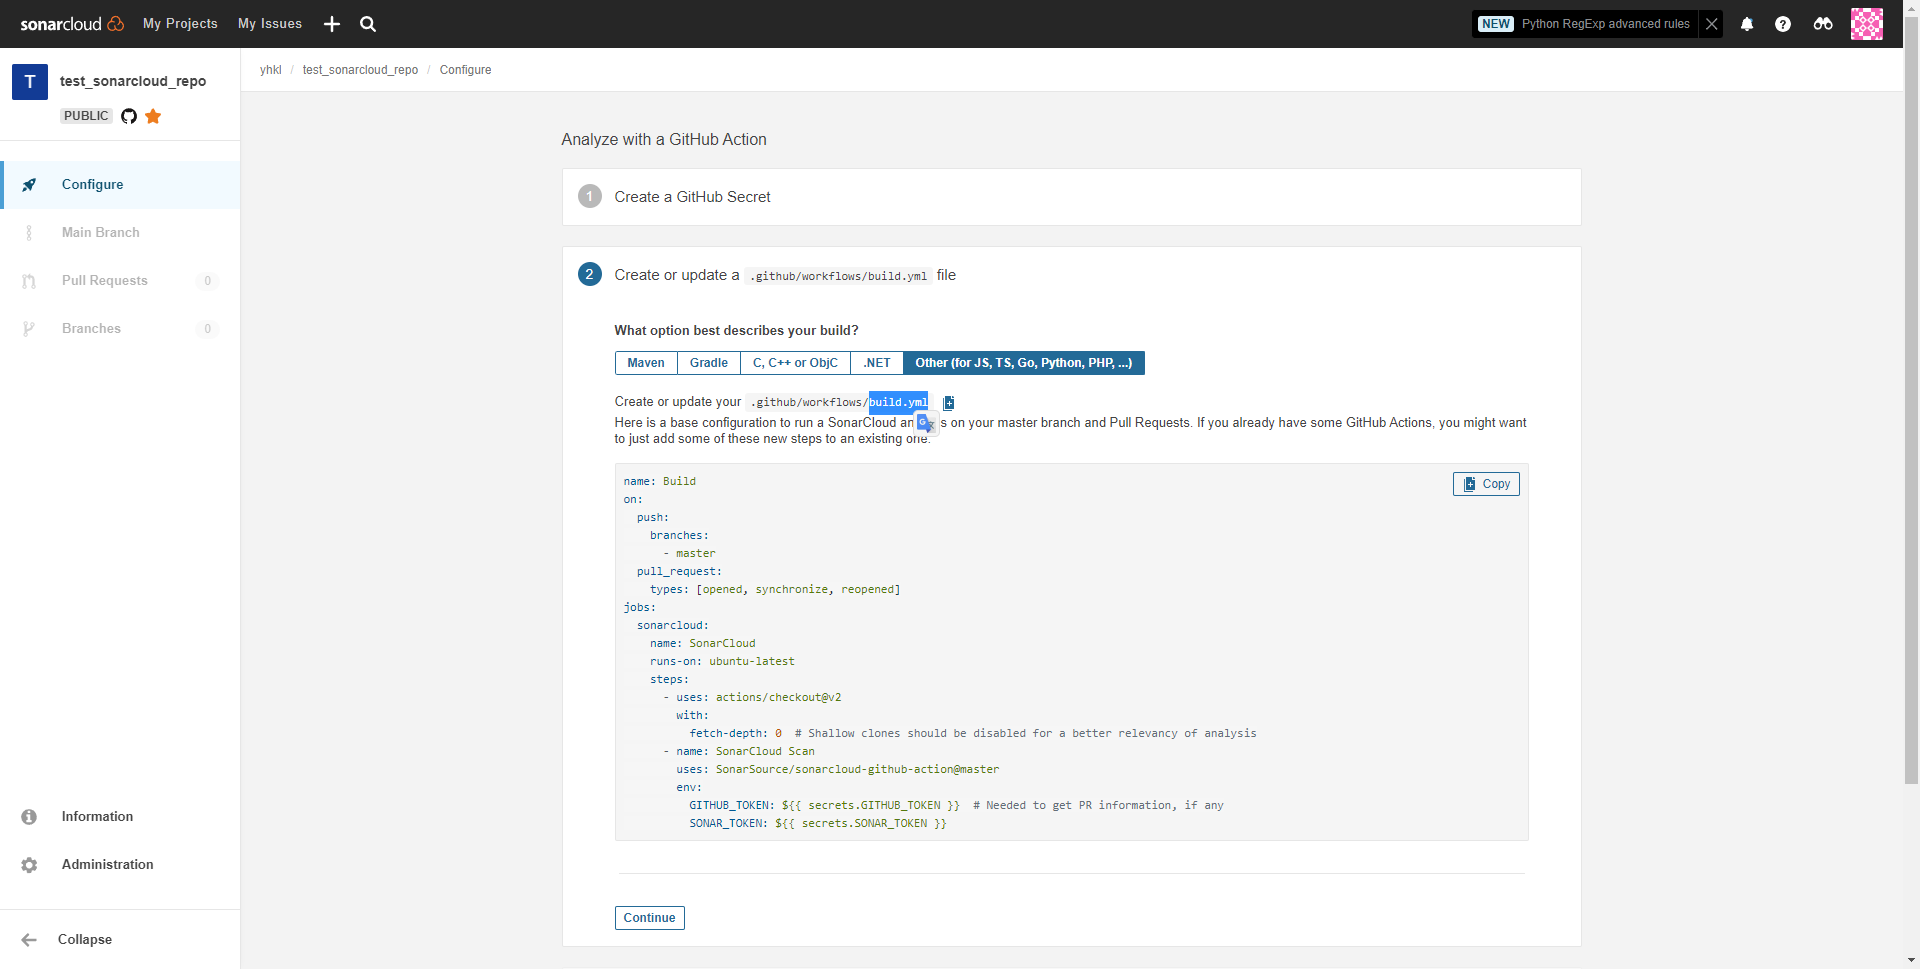 sonarcloud My Projects My Issues NEW Python RegExp advanced rules
T test_sonarcloud_repo
PUBLIC
yhkl / test_sonarcloud_repo / Configure
Configure
Main Branch
Pull Requests 0
Branches 0
Information
Administration
Collapse
Analyze with a GitHub Action
1 Create a GitHub Secret
2 Create or update a .github/workflows/build.yml file
What option best describes your build?
Maven Gradle C, C++ or ObjC .NET Other (for JS, TS, Go, Python, PHP, ...)
Create or update your .github/workflows/build.yml
Here is a base configuration to run a SonarCloud an s on your master branch and Pull Requests. If you already have some GitHub Actions, you might want
to just add some of these new steps to an existing one.
Copy
name: Build
on:
  push:
    branches:
      - master
  pull_request:
    types: [opened, synchronize, reopened]
jobs:
  sonarcloud:
    name: SonarCloud
    runs-on: ubuntu-latest
    steps:
      - uses: actions/checkout@v2
        with:
          fetch-depth: 0  # Shallow clones should be disabled for a better relevancy of analysis
      - name: SonarCloud Scan
        uses: SonarSource/sonarcloud-github-action@master
        env:
          GITHUB_TOKEN: ${{ secrets.GITHUB_TOKEN }}  # Needed to get PR information, if any
          SONAR_TOKEN: ${{ secrets.SONAR_TOKEN }}
Continue